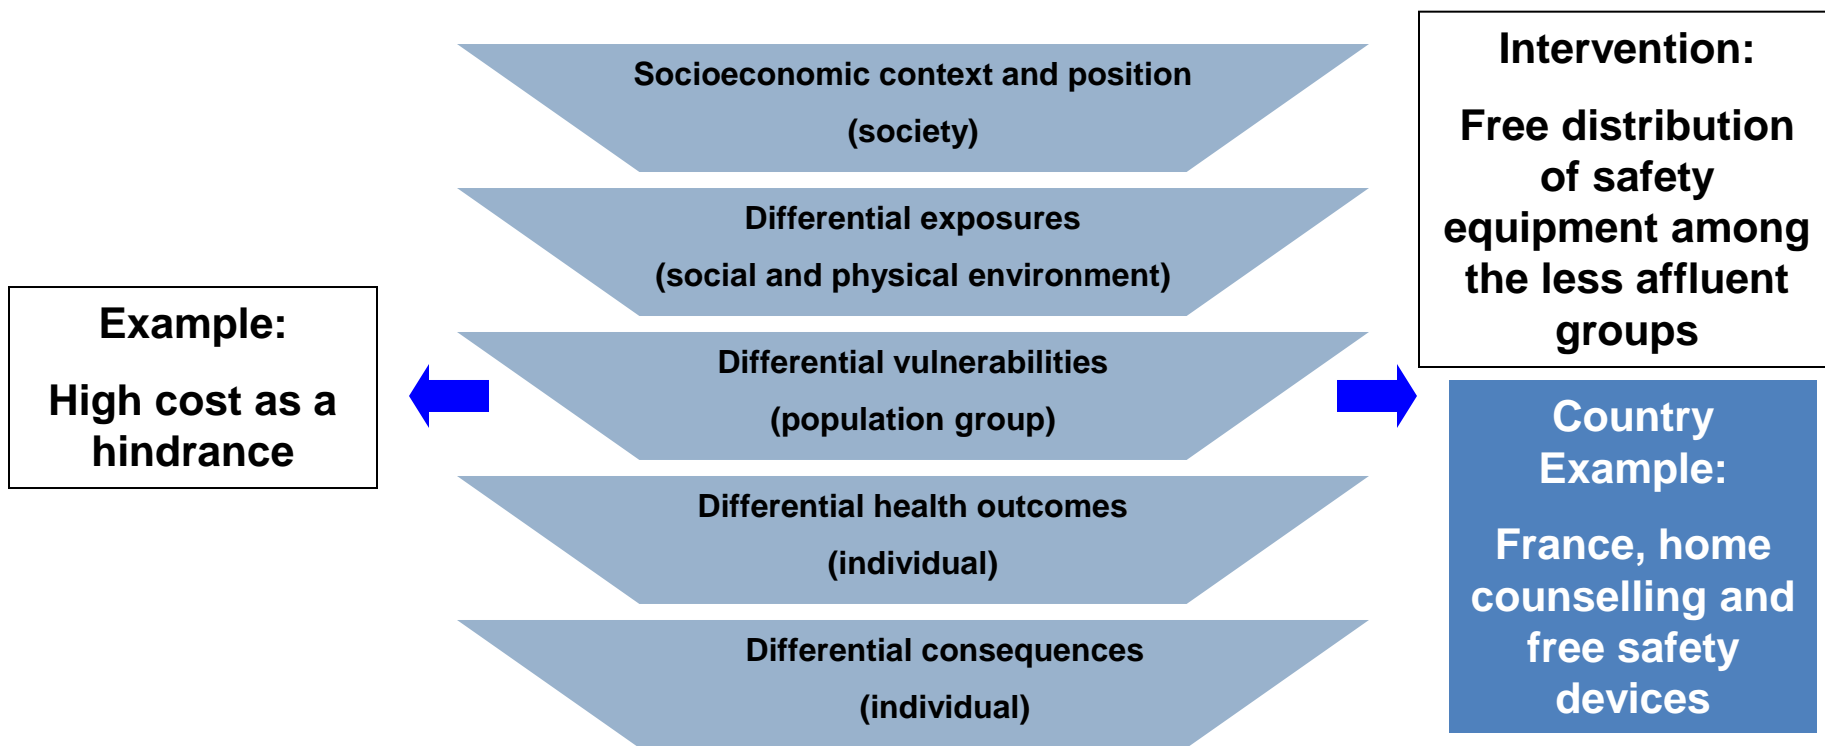 Socioeconomic context and position
(society)
Differential exposures
(social and physical environment)
Differential vulnerabilities
(population group)
Differential health outcomes
(individual)
Differential consequences
(individual)
Example:
High cost as a
hindrance
Intervention:
Free distribution
of safety
equipment among
the less affluent
groups
Country
Example:
France, home
counselling and
free safety
devices